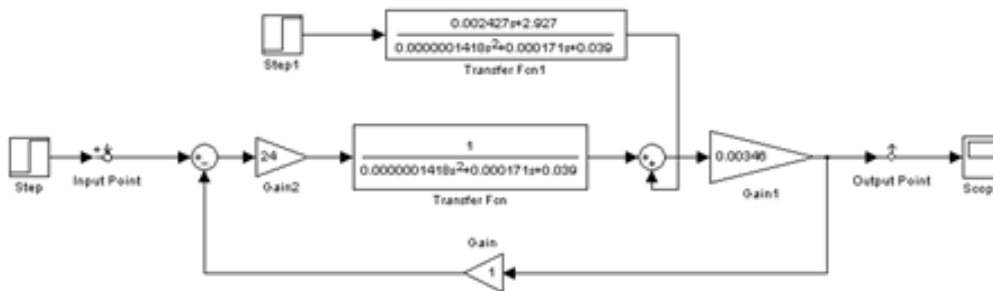 0.002427s+2.927
0.0000001418s²+0.000171s+0.039
Step1
Transfer Fcn1
+
-
24
1
0.0000001418s²+0.000171s+0.039
+
+
0.00346
Step
Input Point
Gain2
Transfer Fcn
Gain1
Output Point
Scop
Gain
1